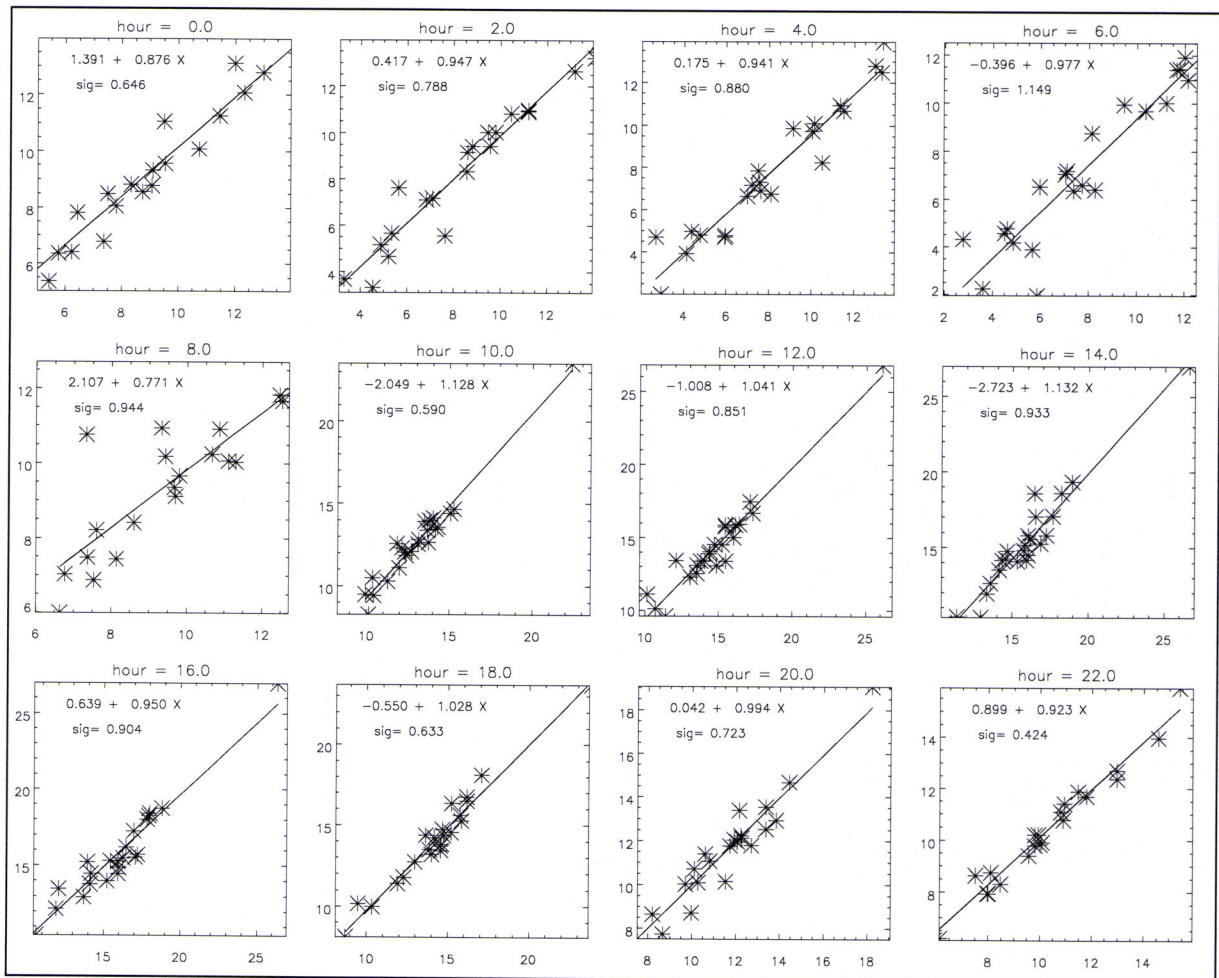 hour = 0.0
1.391 + 0.876 X
sig= 0.646
12
10
8
6
6 8 10 12
hour = 2.0
0.417 + 0.947 X
sig= 0.788
12
10
8
6
4
4 6 8 10 12
hour = 4.0
0.175 + 0.941 X
sig= 0.880
12
10
8
6
4
4 6 8 10 12
hour = 6.0
-0.396 + 0.977 X
sig= 1.149
12
10
8
6
4
2
2 4 6 8 10 12
hour = 8.0
2.107 + 0.771 X
sig= 0.944
12
10
8
6
6 8 10 12
hour = 10.0
-2.049 + 1.128 X
sig= 0.590
20
15
10
10 15 20
hour = 12.0
-1.008 + 1.041 X
sig= 0.851
25
20
15
10
10 15 20 25
hour = 14.0
-2.723 + 1.132 X
sig= 0.933
25
20
15
15 20 25
hour = 16.0
0.639 + 0.950 X
sig= 0.904
25
20
15
15 20 25
hour = 18.0
-0.550 + 1.028 X
sig= 0.633
20
15
10
10 15 20
hour = 20.0
0.042 + 0.994 X
sig= 0.723
18
16
14
12
10
8
8 10 12 14 16 18
hour = 22.0
0.899 + 0.923 X
sig= 0.424
14
12
10
8
8 10 12 14